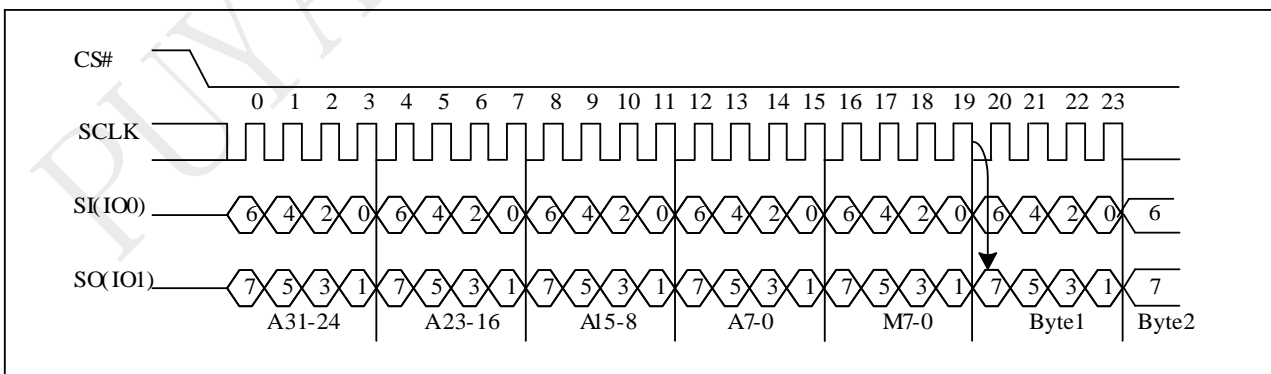 PUYA
CS#
0 1 2 3 4 5 6 7 8 9 10 11 12 13 14 15 16 17 18 19 20 21 22 23
SCLK
SI(IO0) 6 4 2 0 6 4 2 0 6 4 2 0 6 4 2 0 6 4 2 0 6 4 2 0 6
SO(IO1) 7 5 3 1 7 5 3 1 7 5 3 1 7 5 3 1 7 5 3 1 7 5 3 1 7
A31-24 A23-16 A15-8 A7-0 M7-0 Byte1 Byte2